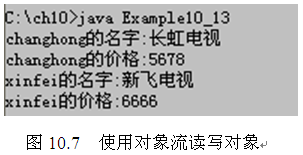 C:\ch10>java Example10_13
changhong的名字:长虹电视
changhong的价格:5678
xinfei的名字:新飞电视
xinfei的价格:6666
图 10.7 使用对象流读写对象